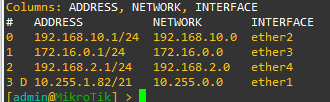 Columns: ADDRESS, NETWORK, INTERFACE
# ADDRESS NETWORK INTERFACE
0 192.168.10.1/24 192.168.10.0 ether2
1 172.16.0.1/24 172.16.0.0 ether3
2 192.168.2.1/24 192.168.2.0 ether4
3 D 10.255.1.82/21 10.255.0.0 ether1
[admin@MikroTik] >